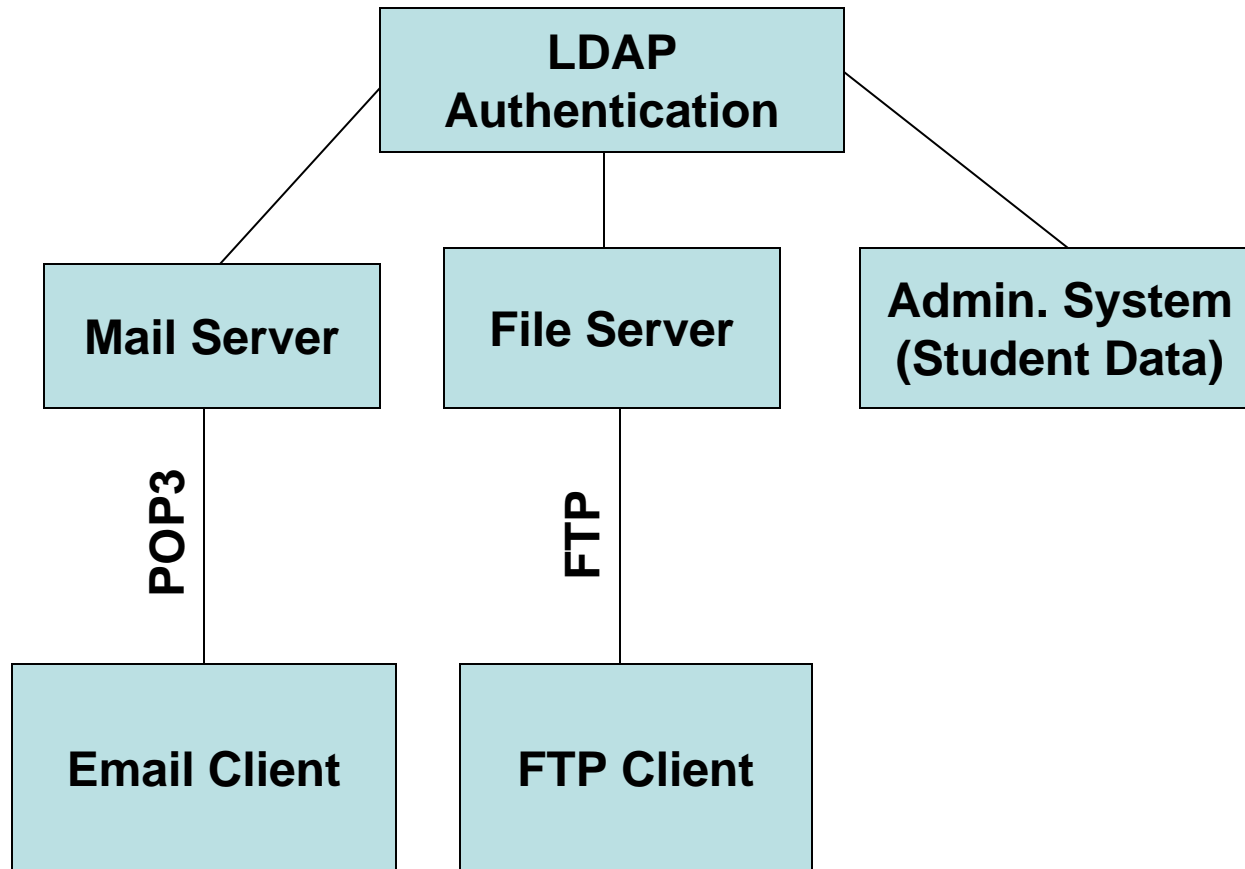 LDAP
Authentication
Mail Server
File Server
Admin. System
(Student Data)
POP3
FTP
Email Client
FTP Client